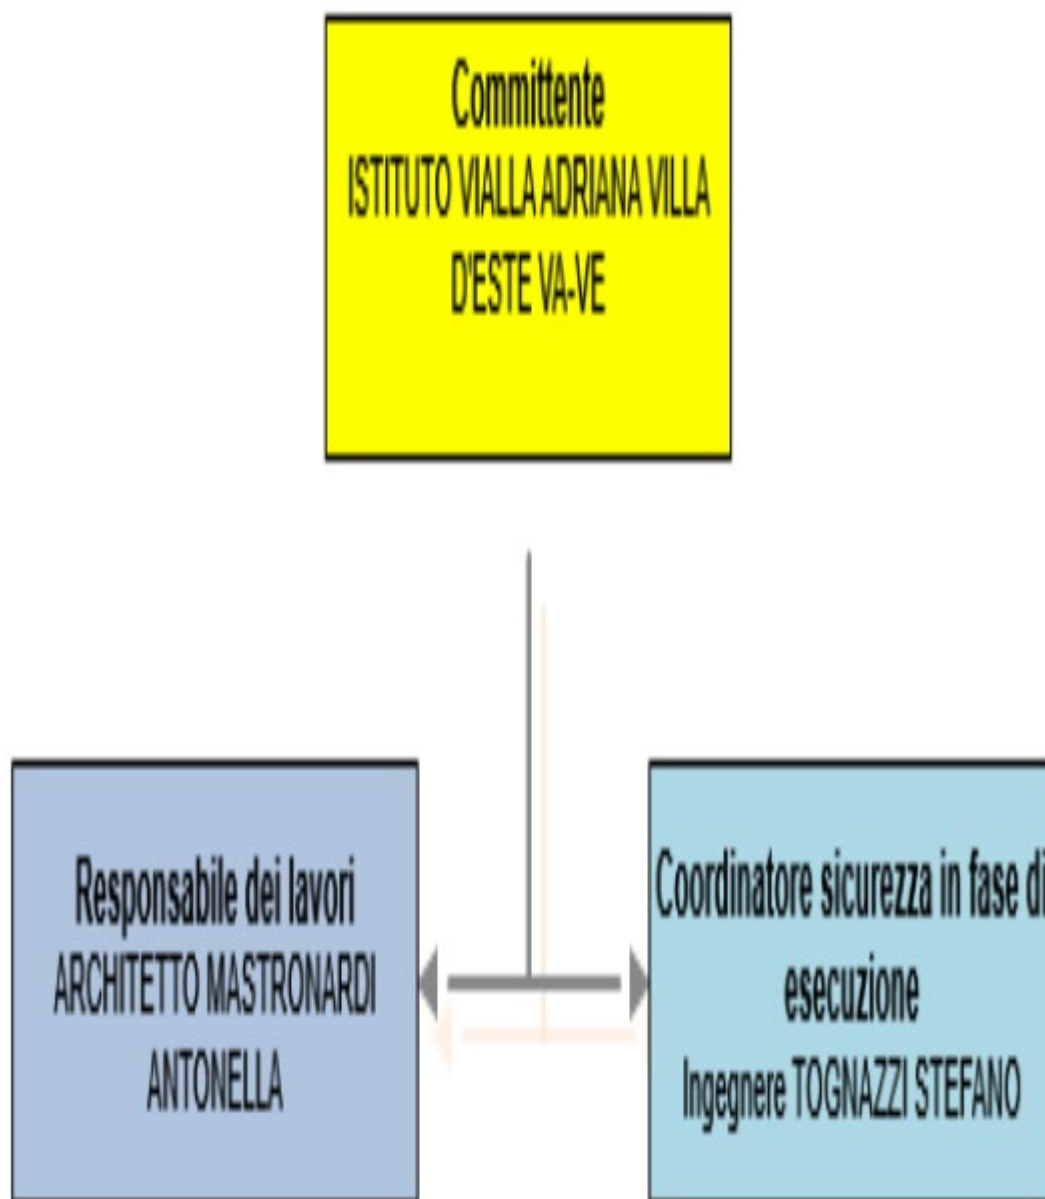 Committente
ISTITUTO VIALLA ADRIANA VILLA
D'ESTE VA-VE
Responsabile dei lavori
ARCHITETTO MASTRONARDI
ANTONELLA
Coordinatore sicurezza in fase di
esecuzione
Ingegnere TOGNAZZI STEFANO